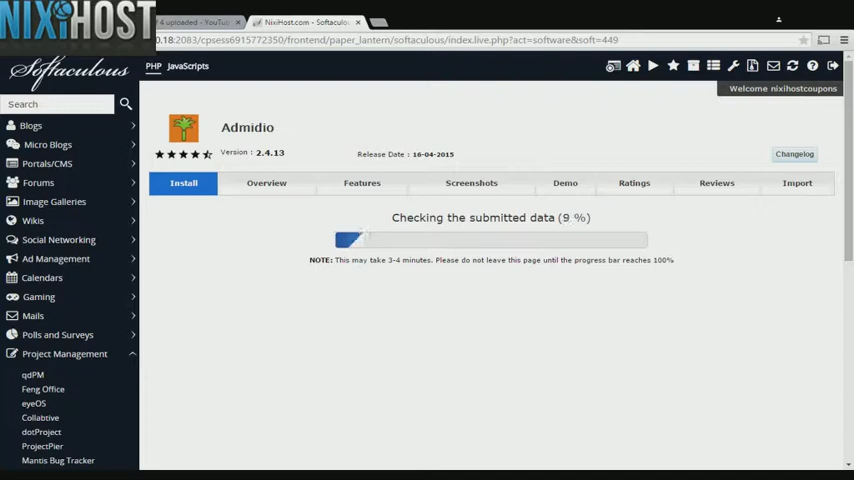 NIXIHOST
4 uploaded - YouTub
NixiHost.com - Softaculou
0.18:2083/cpsess6915772350/frontend/paper_lantern/softaculous/index.live.php?act=software&soft=449
Softaculous
PHP JavaScripts
Welcome nixihostcoupons
Search
Blogs
Micro Blogs
Portals/CMS
Forums
Image Galleries
Wikis
Social Networking
Ad Management
Calendars
Gaming
Mails
Polls and Surveys
Project Management
qdPM
Feng Office
eyeOS
Collabtive
dotProject
ProjectPier
Mantis Bug Tracker
Admidio
Version : 2.4.13
Release Date : 16-04-2015
Changelog
Install Overview Features Screenshots Demo Ratings Reviews Import
Checking the submitted data (9 %)
NOTE: This may take 3-4 minutes. Please do not leave this page until the progress bar reaches 100%